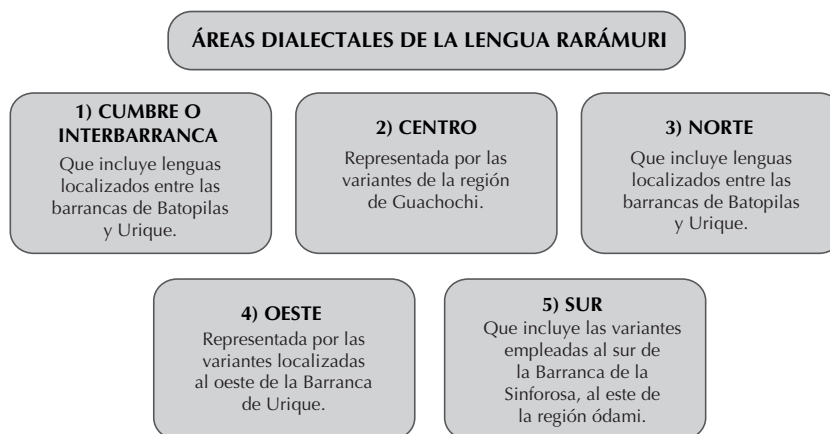 ÁREAS DIALECTALES DE LA LENGUA RARÁMURI
1) CUMBRE O
INTERBARRANCA
Que incluye lenguas
localizados entre las
barrancas de Batopilas
y Urique.
2) CENTRO
Representada por las
variantes de la región
de Guachochi.
3) NORTE
Que incluye lenguas
localizados entre las
barrancas de Batopilas
y Urique.
4) OESTE
Representada por las
variantes localizadas
al oeste de la Barranca
de Urique.
5) SUR
Que incluye las variantes
empleadas al sur de
la Barranca de la
Sinforosa, al este de
la región ódami.